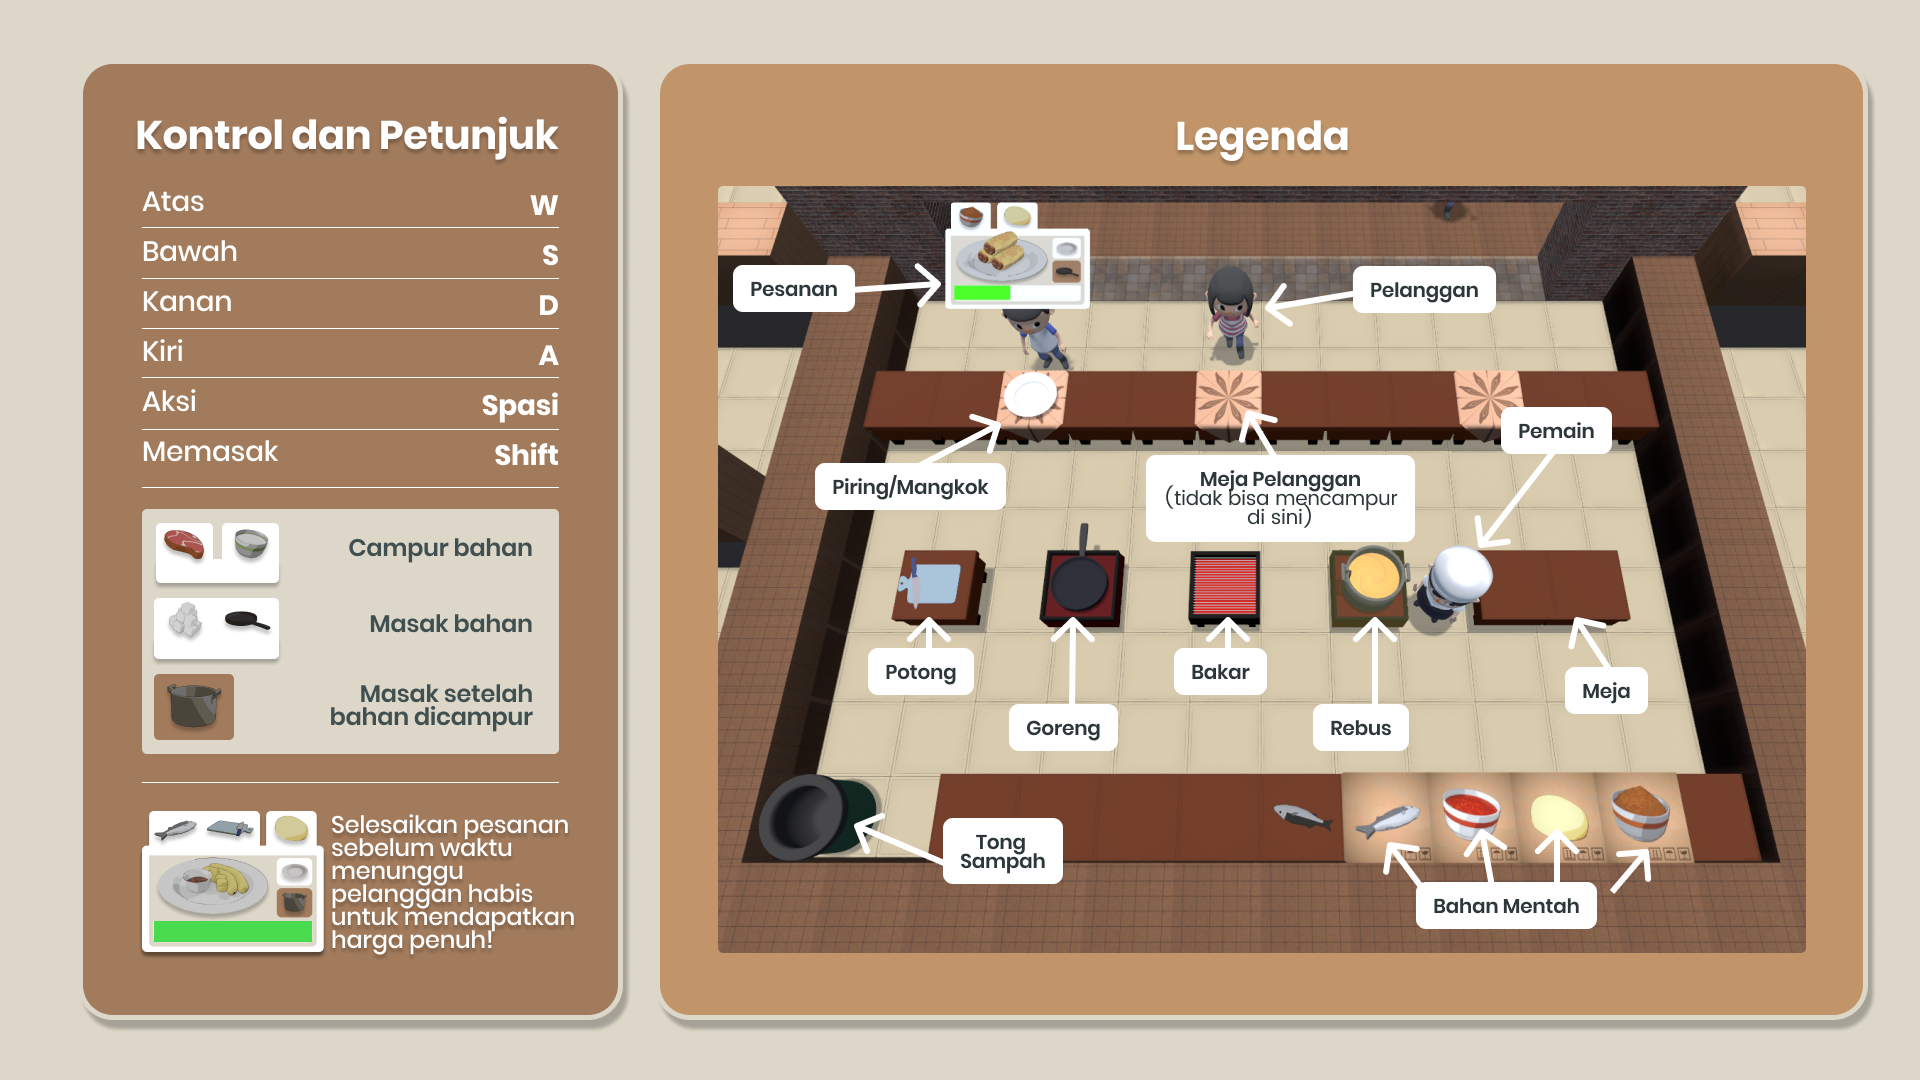 Kontrol dan Petunjuk
Atas W
Bawah S
Kanan D
Kiri A
Aksi Spasi
Memasak Shift
Campur bahan
Masak bahan
Masak setelah
bahan dicampur
Selesaikan pesanan
sebelum waktu
menunggu
pelanggan habis
untuk mendapatkan
harga penuh!
Legenda
Pesanan
Pelanggan
Pemain
Piring/Mangkok
Meja Pelanggan
(tidak bisa mencampur
di sini)
Potong
Bakar
Meja
Goreng
Rebus
Tong
Sampah
Bahan Mentah